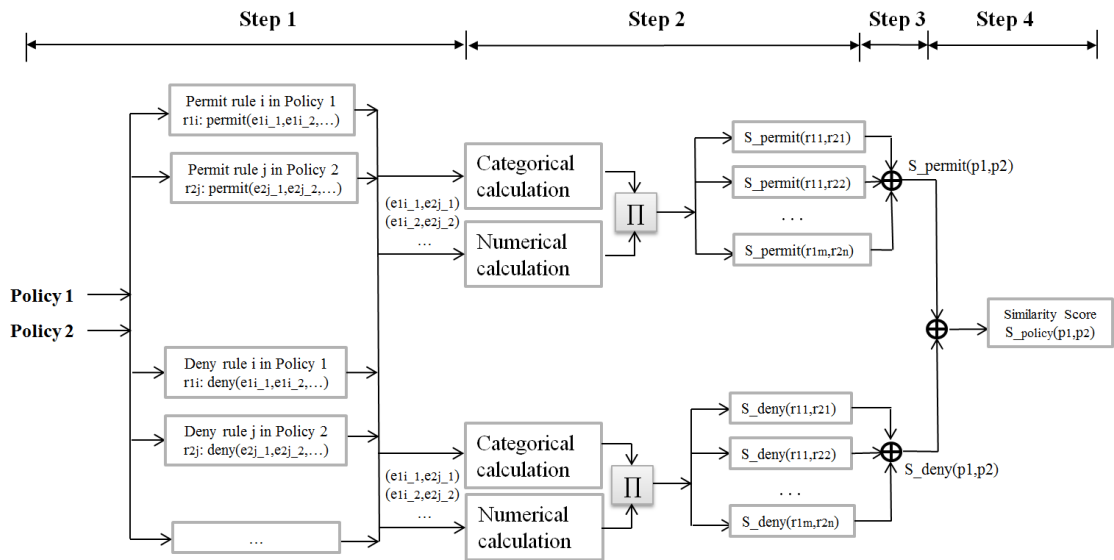 Step 1
Step 2
Step 3
Step 4
Permit rule i in Policy 1
r1i: permit(e1i_1,e1i_2,…)
Permit rule j in Policy 2
r2j: permit(e2j_1,e2j_2,…)
(e1i_1,e2j_1)
(e1i_2,e2j_2)
…
Categorical
calculation
Numerical
calculation
∏
S_permit(r11,r21)
S_permit(r11,r22)
. . .
S_permit(r1m,r2n)
S_permit(p1,p2)
Policy 1
Policy 2
Similarity Score
S_policy(p1,p2)
Deny rule i in Policy 1
r1i: deny(e1i_1,e1i_2,…)
Deny rule j in Policy 2
r2j: deny(e2j_1,e2j_2,…)
…
(e1i_1,e2j_1)
(e1i_2,e2j_2)
…
Categorical
calculation
Numerical
calculation
∏
S_deny(r11,r21)
S_deny(r11,r22)
. . .
S_deny(r1m,r2n)
S_deny(p1,p2)